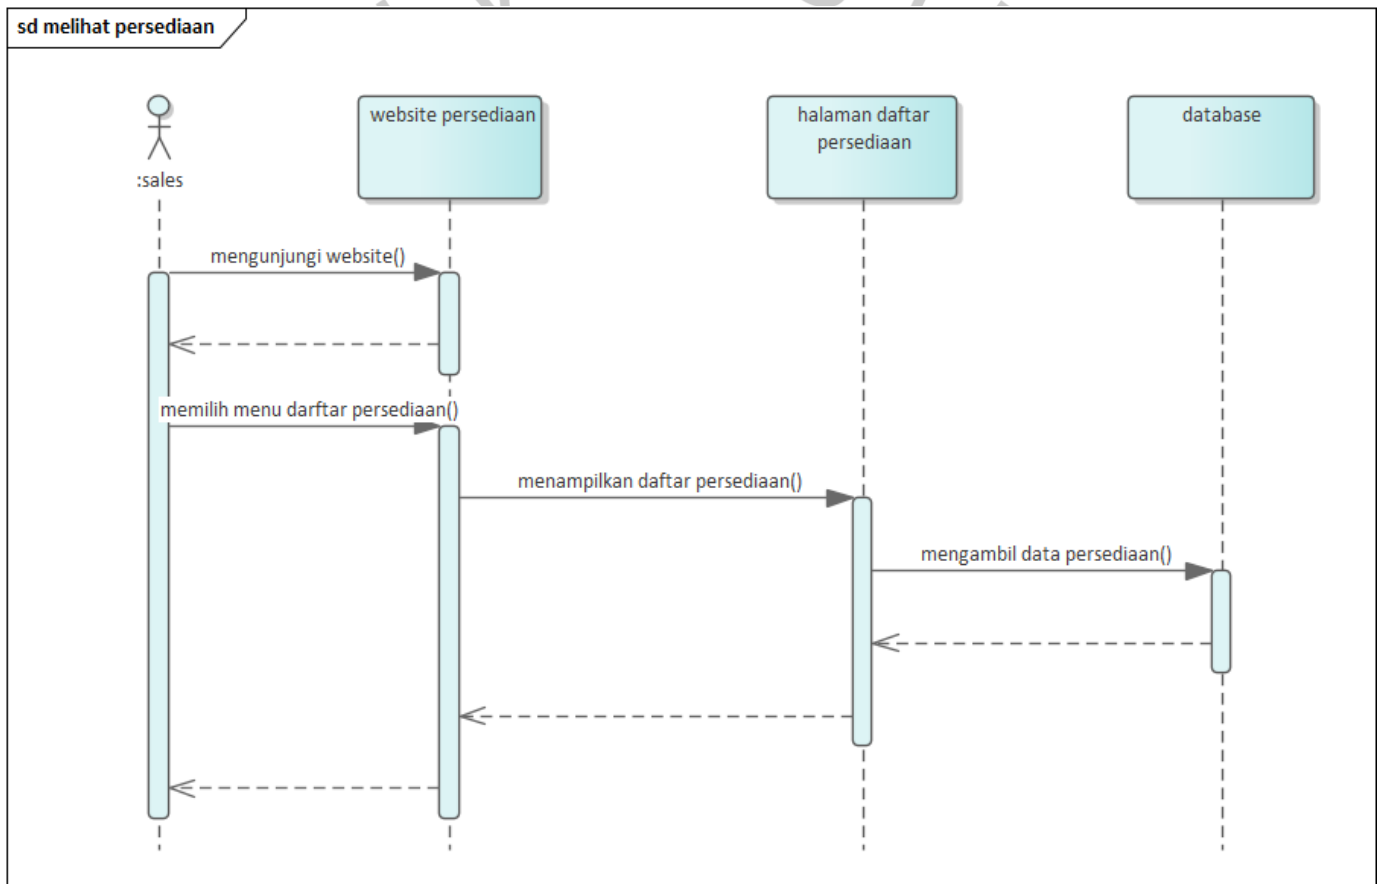 sd melihat persediaan
:sales
website persediaan
halaman daftar
persediaan
database
mengunjungi website()
memilih menu darftar persediaan()
menampilkan daftar persediaan()
mengambil data persediaan()